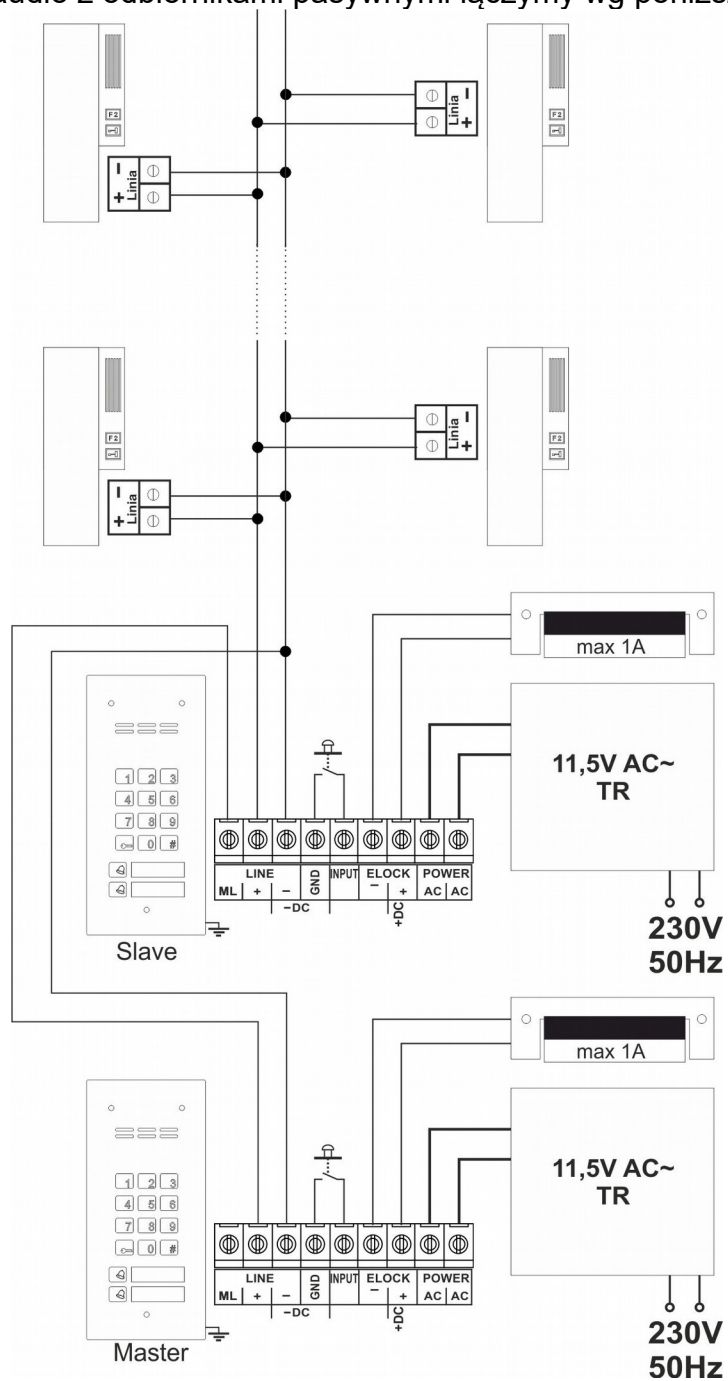 audio z odbiornikami pasywnymi łączymy wg poniższ
F2
Linia
− +
F2
− +
Linia
F2
Linia
− +
F2
− +
Linia
max 1A
11,5V AC~
TR
230V
50Hz
1 2 3
4 5 6
7 8 9
0 #
LINE GND INPUT ELOCK POWER
ML + − − + AC AC
−DC +DC
Slave
max 1A
11,5V AC~
TR
230V
50Hz
1 2 3
4 5 6
7 8 9
0 #
LINE GND INPUT ELOCK POWER
ML + − − + AC AC
−DC +DC
Master